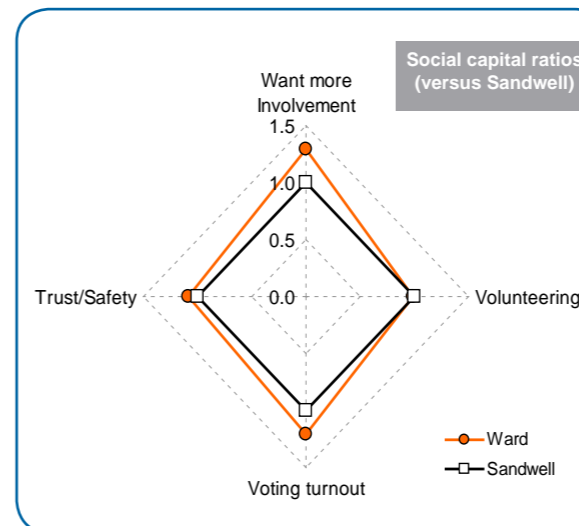 Social capital ratios
(versus Sandwell)
Want more
Involvement
1.5
1.0
0.5
0.0
Trust/Safety
Volunteering
Voting turnout
Ward
Sandwell